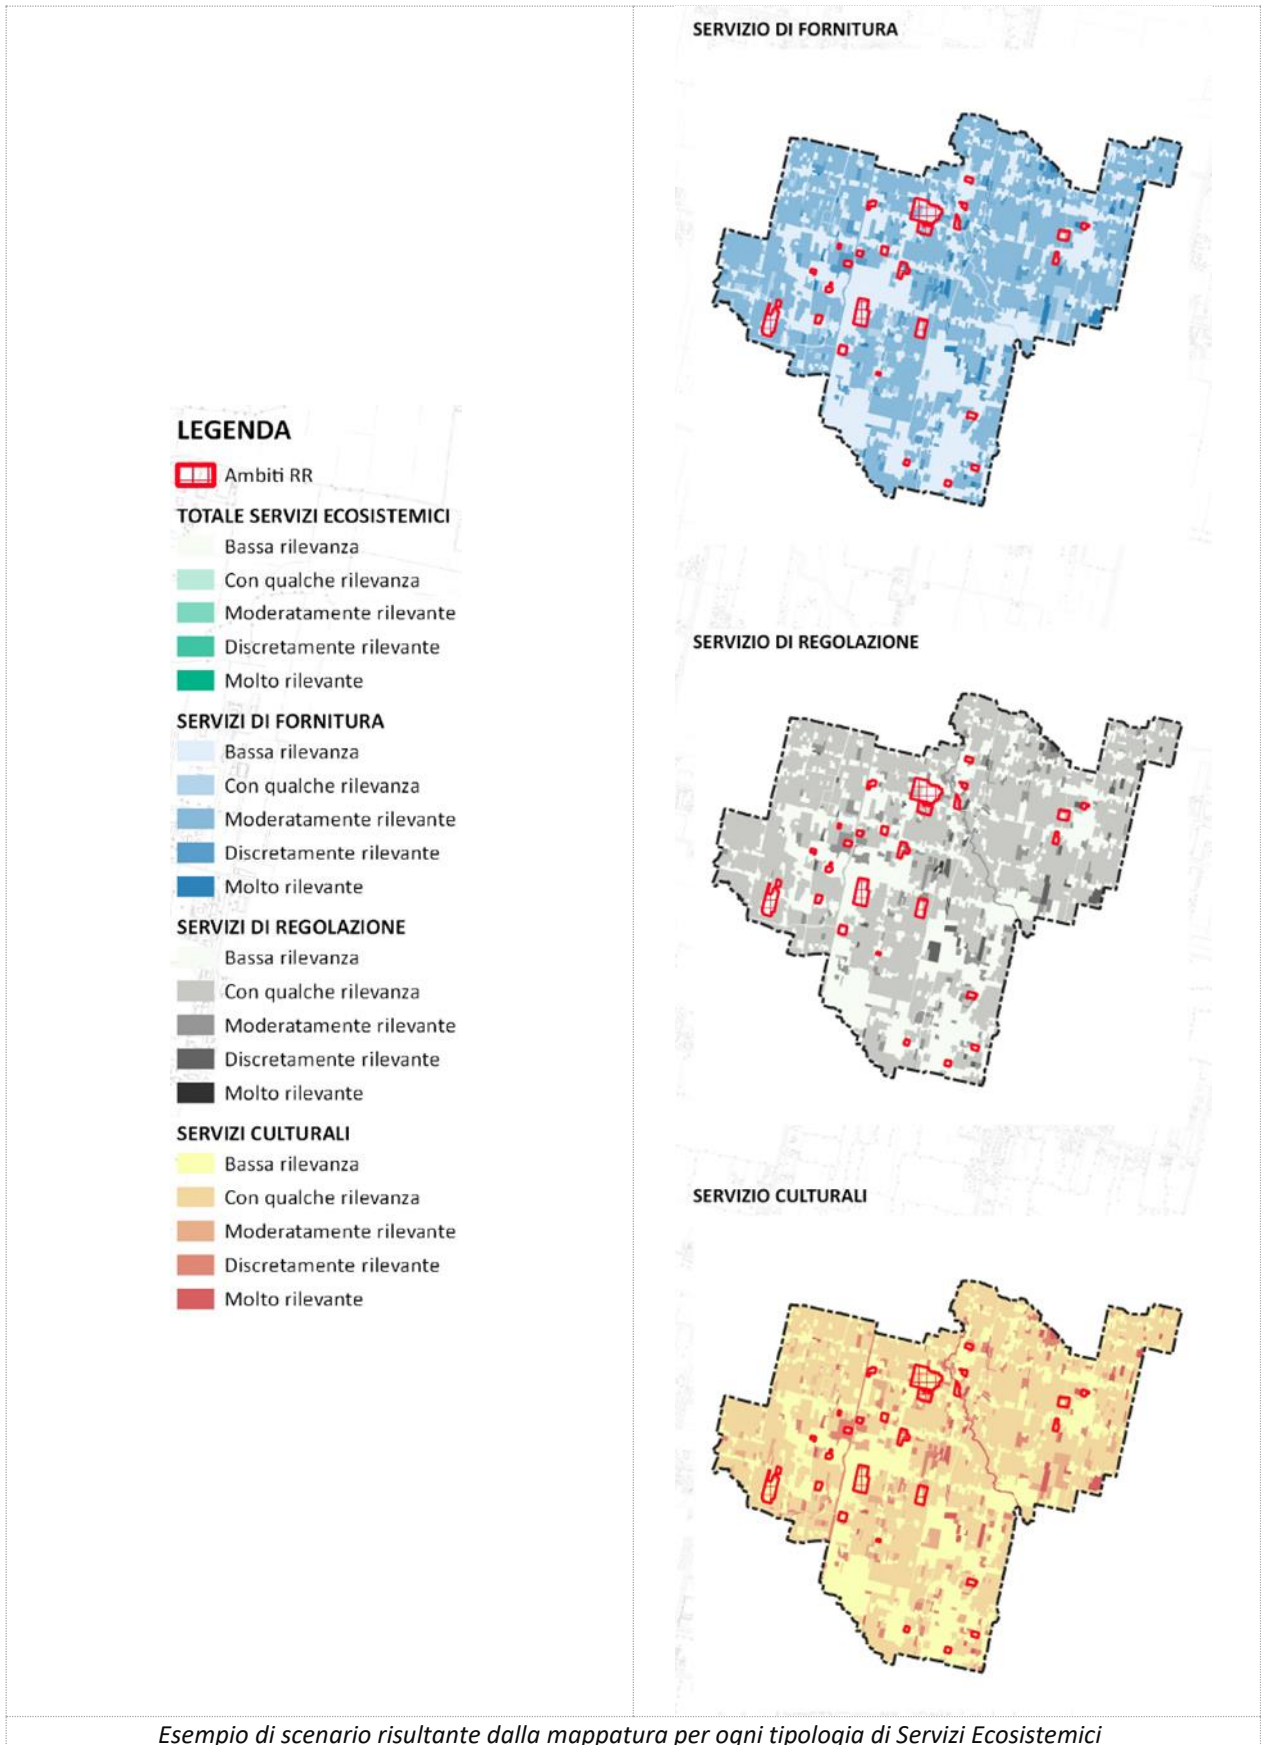 SERVIZIO DI FORNITURA
LEGENDA
Ambiti RR
TOTALE SERVIZI ECOSISTEMICI
Bassa rilevanza
Con qualche rilevanza
Moderatamente rilevante
Discretamente rilevante
Molto rilevante
SERVIZI DI FORNITURA
Bassa rilevanza
Con qualche rilevanza
Moderatamente rilevante
Discretamente rilevante
Molto rilevante
SERVIZI DI REGOLAZIONE
Bassa rilevanza
Con qualche rilevanza
Moderatamente rilevante
Discretamente rilevante
Molto rilevante
SERVIZI CULTURALI
Bassa rilevanza
Con qualche rilevanza
Moderatamente rilevante
Discretamente rilevante
Molto rilevante
SERVIZIO DI REGOLAZIONE
SERVIZIO CULTURALI
Esempio di scenario risultante dalla mappatura per ogni tipologia di Servizi Ecosistemici